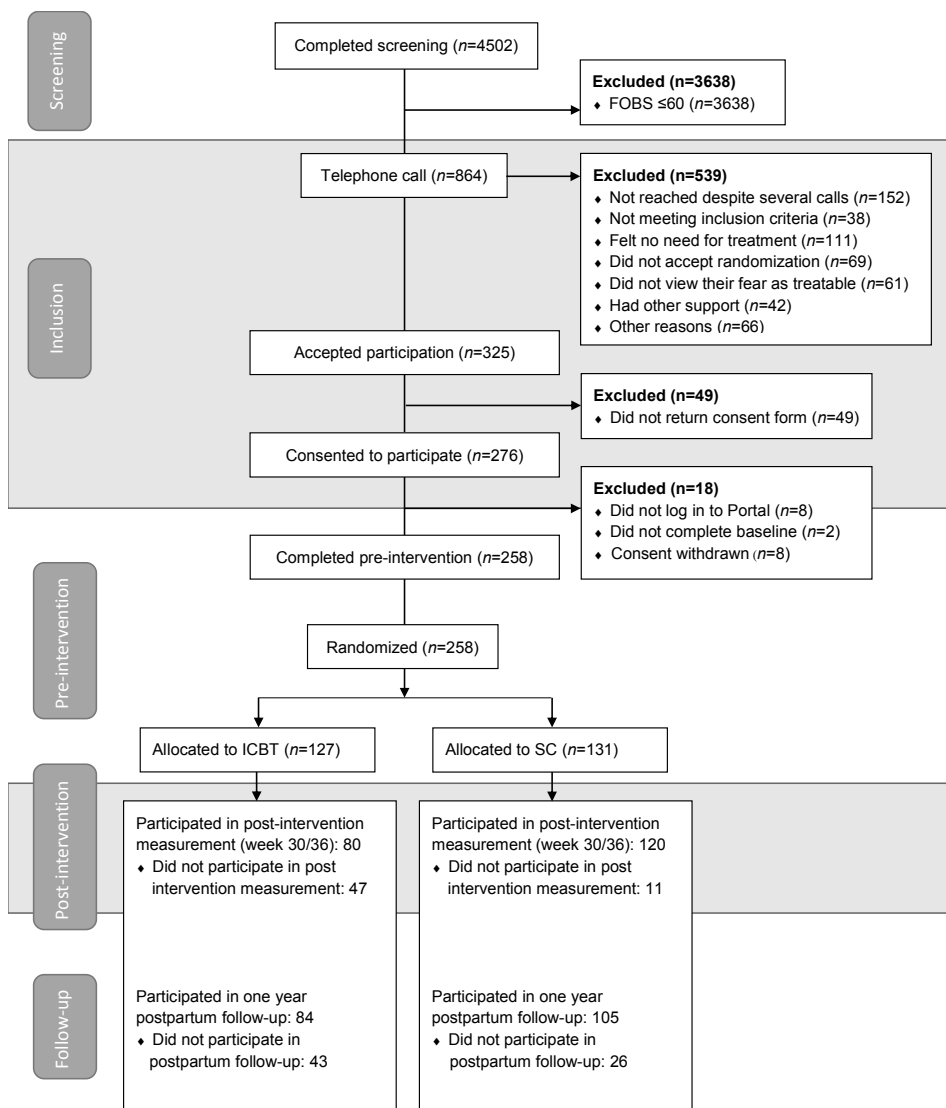 Screening
Completed screening (n=4502)
Excluded (n=3638)
♦ FOBS ≤60 (n=3638)
Inclusion
Telephone call (n=864)
Excluded (n=539)
♦ Not reached despite several calls (n=152)
♦ Not meeting inclusion criteria (n=38)
♦ Felt no need for treatment (n=111)
♦ Did not accept randomization (n=69)
♦ Did not view their fear as treatable (n=61)
♦ Had other support (n=42)
♦ Other reasons (n=66)
Accepted participation (n=325)
Excluded (n=49)
♦ Did not return consent form (n=49)
Consented to participate (n=276)
Excluded (n=18)
♦ Did not log in to Portal (n=8)
♦ Did not complete baseline (n=2)
♦ Consent withdrawn (n=8)
Pre-intervention
Completed pre-intervention (n=258)
Randomized (n=258)
Allocated to ICBT (n=127)
Allocated to SC (n=131)
Post-intervention
Participated in post-intervention
measurement (week 30/36): 80
♦ Did not participate in post
intervention measurement: 47
Participated in post-intervention
measurement (week 30/36): 120
♦ Did not participate in post
intervention measurement: 11
Follow-up
Participated in one year
postpartum follow-up: 84
♦ Did not participate in
postpartum follow-up: 43
Participated in one year
postpartum follow-up: 105
♦ Did not participate in
postpartum follow-up: 26